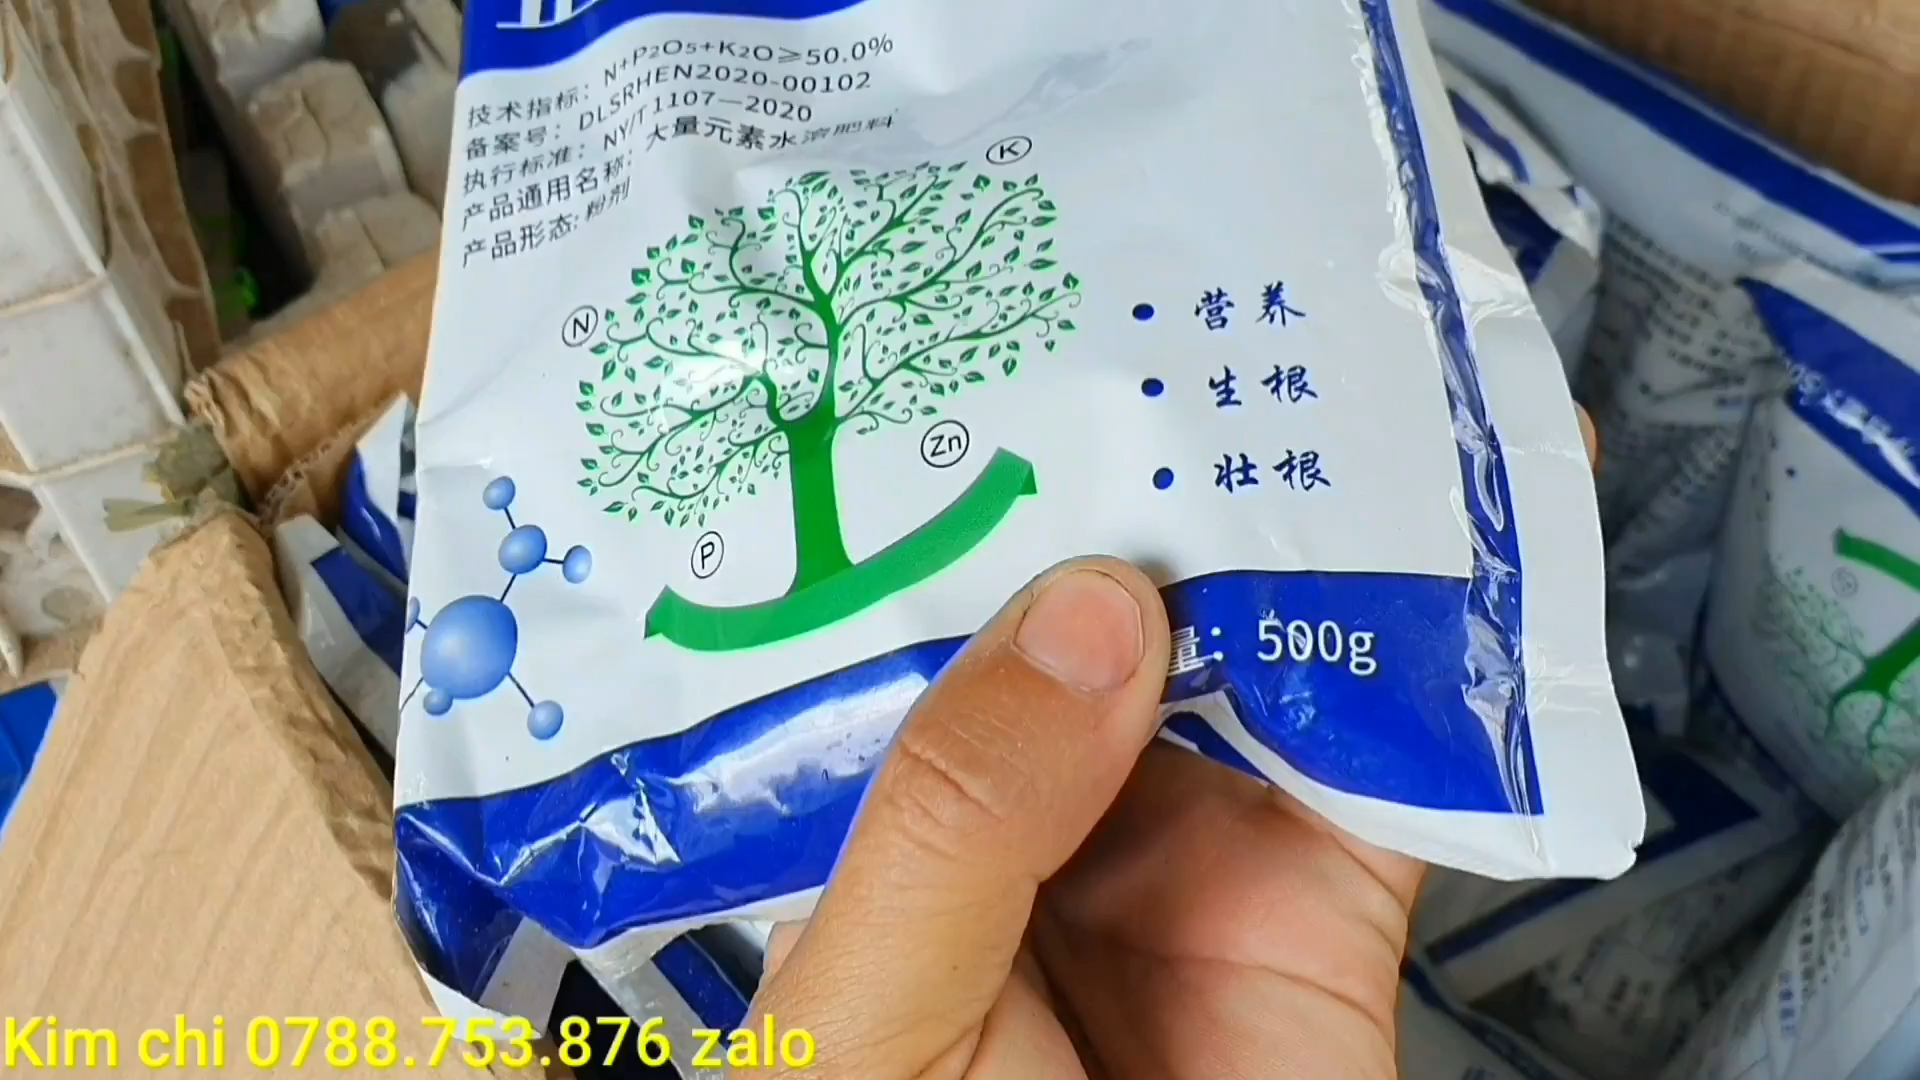 技术指标: N+P₂O₅+K₂O≥50.0%
备案号: DLSRHEN2020-00102
执行标准: NY/T1107—2020
产品通用名称: 大量元素水溶肥料
产品形态: 粉剂
K
N
Zn
P
• 营养
• 生根
• 壮根
量: 500g
Kim chi 0788.753.876 zalo